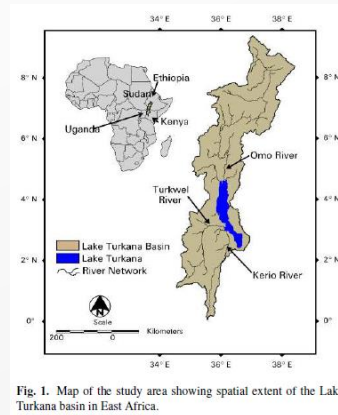 34° E 36° E 38° E
8° N 8° N
Ethiopia
Sudan
Kenya
Uganda
6° N 6° N
Omo River
4° N 4° N
Turkwel
River
Lake Turkana Basin
Lake Turkana
River Network
2° N 2° N
Kerio River
N
Scale
200 0 Kilometers
0° 0°
34° E 36° E 38° E
Fig. 1. Map of the study area showing spatial extent of the Lak
Turkana basin in East Africa.